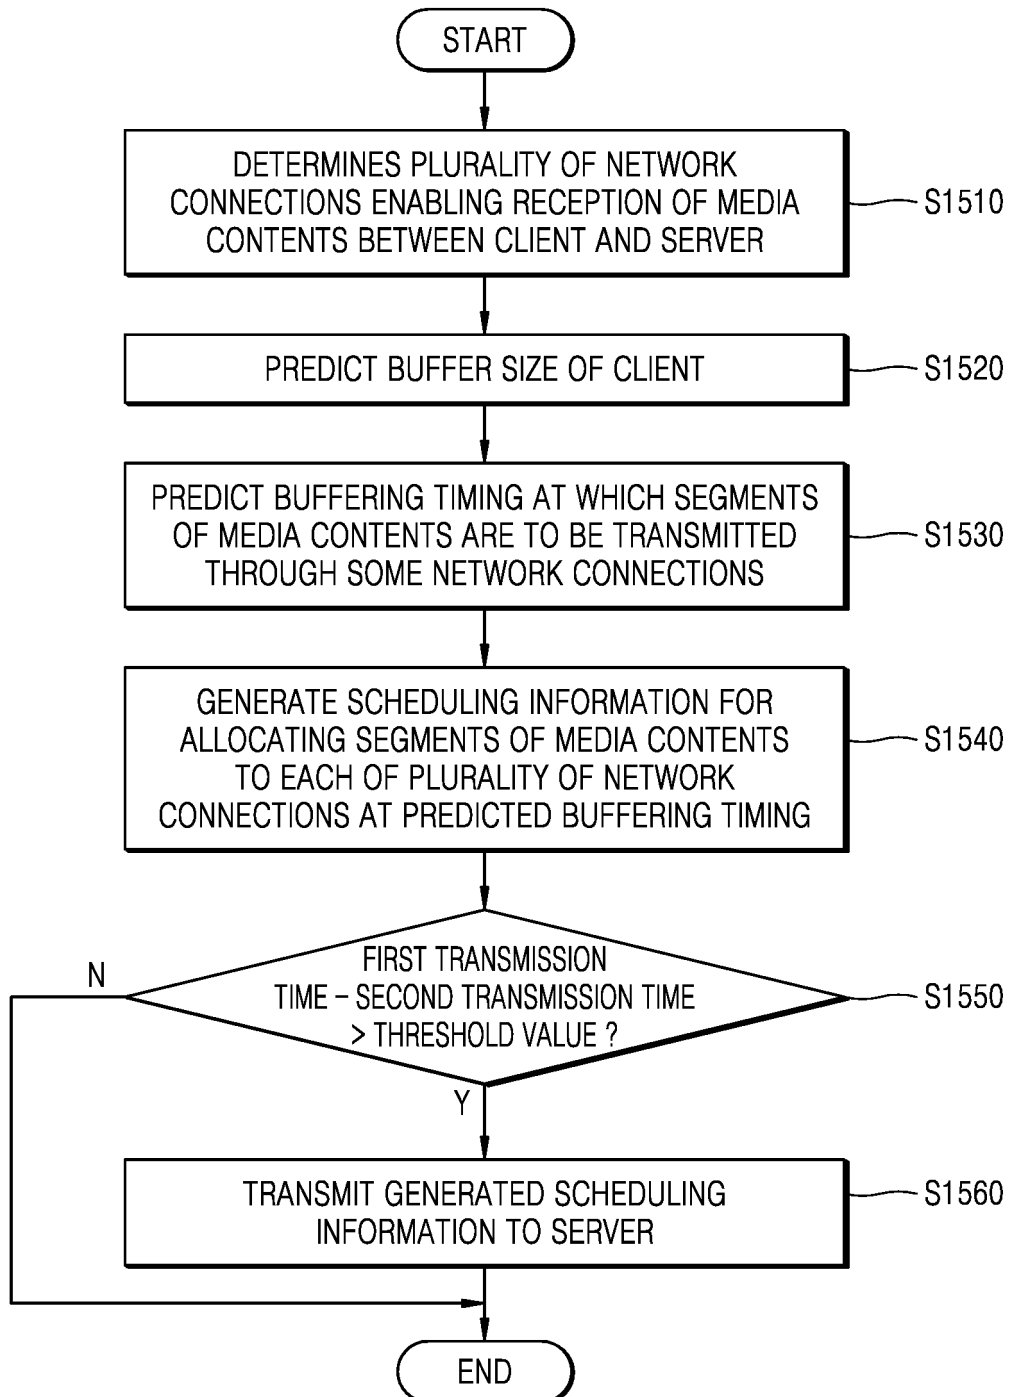 START
DETERMINES PLURALITY OF NETWORK
CONNECTIONS ENABLING RECEPTION OF MEDIA
CONTENTS BETWEEN CLIENT AND SERVER
S1510
PREDICT BUFFER SIZE OF CLIENT
S1520
PREDICT BUFFERING TIMING AT WHICH SEGMENTS
OF MEDIA CONTENTS ARE TO BE TRANSMITTED
THROUGH SOME NETWORK CONNECTIONS
S1530
GENERATE SCHEDULING INFORMATION FOR
ALLOCATING SEGMENTS OF MEDIA CONTENTS
TO EACH OF PLURALITY OF NETWORK
CONNECTIONS AT PREDICTED BUFFERING TIMING
S1540
FIRST TRANSMISSION
TIME – SECOND TRANSMISSION TIME
> THRESHOLD VALUE ?
S1550
N
Y
TRANSMIT GENERATED SCHEDULING
INFORMATION TO SERVER
S1560
END